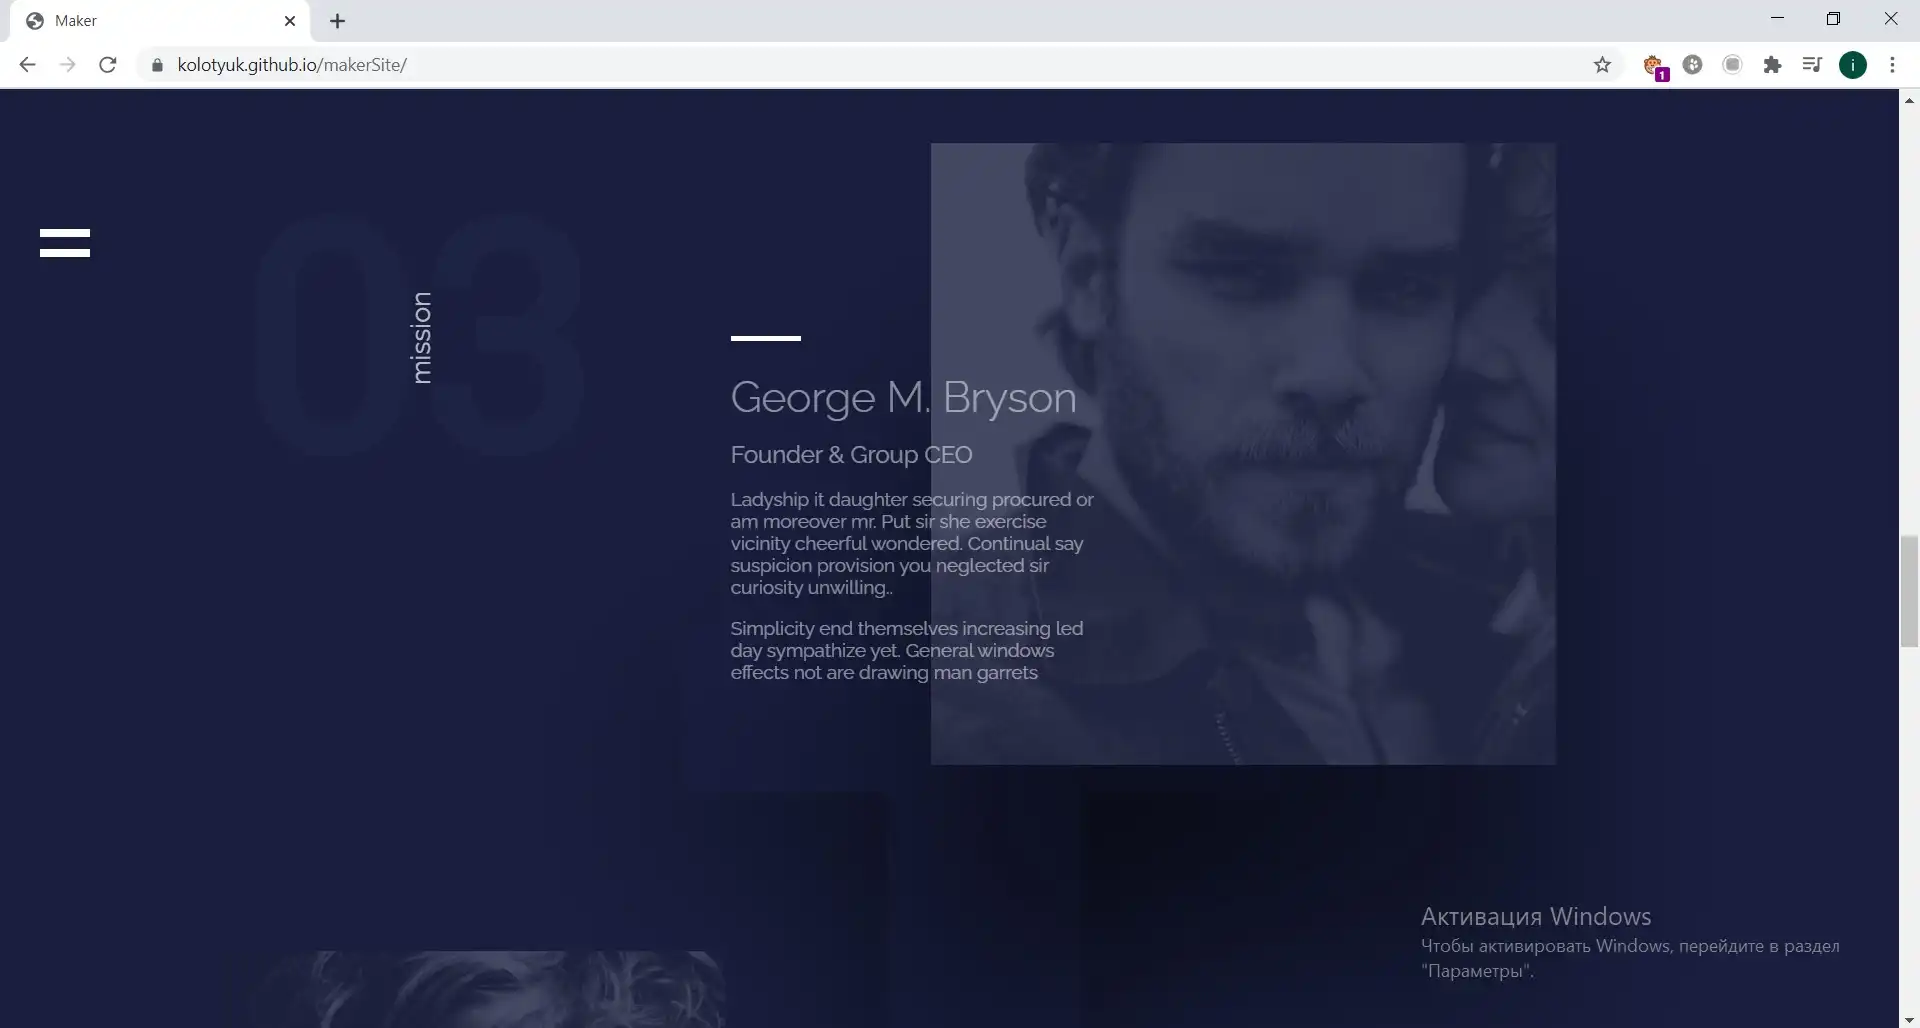 Maker
kolotyuk.github.io/makerSite/
1
i
03
mission
George M. Bryson
Founder & Group CEO
Ladyship it daughter securing procured or
am moreover mr. Put sir she exercise
vicinity cheerful wondered. Continual say
suspicion provision you neglected sir
curiosity unwilling..
Simplicity end themselves increasing led
day sympathize yet. General windows
effects not are drawing man garrets
Активация Windows
Чтобы активировать Windows, перейдите в раздел
"Параметры".